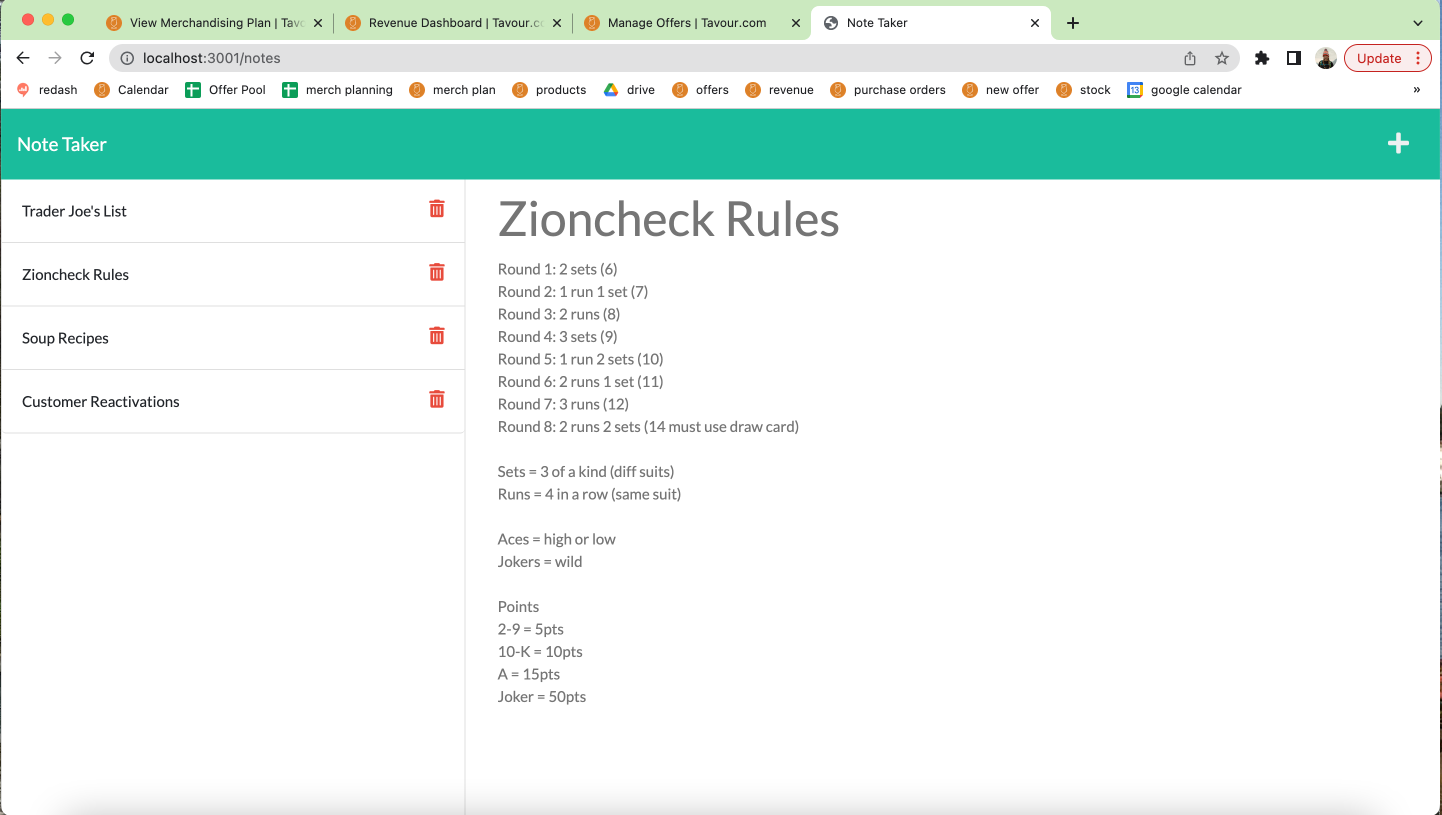 View Merchandising Plan | Tavo
Revenue Dashboard | Tavour.c
Manage Offers | Tavour.com
Note Taker
localhost:3001/notes
Update
redash
Calendar
Offer Pool
merch planning
merch plan
products
drive
offers
revenue
purchase orders
new offer
stock
13
google calendar
»
Note Taker
Trader Joe's List
Zioncheck Rules
Soup Recipes
Customer Reactivations
Zioncheck Rules
Round 1: 2 sets (6)
Round 2: 1 run 1 set (7)
Round 3: 2 runs (8)
Round 4: 3 sets (9)
Round 5: 1 run 2 sets (10)
Round 6: 2 runs 1 set (11)
Round 7: 3 runs (12)
Round 8: 2 runs 2 sets (14 must use draw card)
Sets = 3 of a kind (diff suits)
Runs = 4 in a row (same suit)
Aces = high or low
Jokers = wild
Points
2-9 = 5pts
10-K = 10pts
A = 15pts
Joker = 50pts